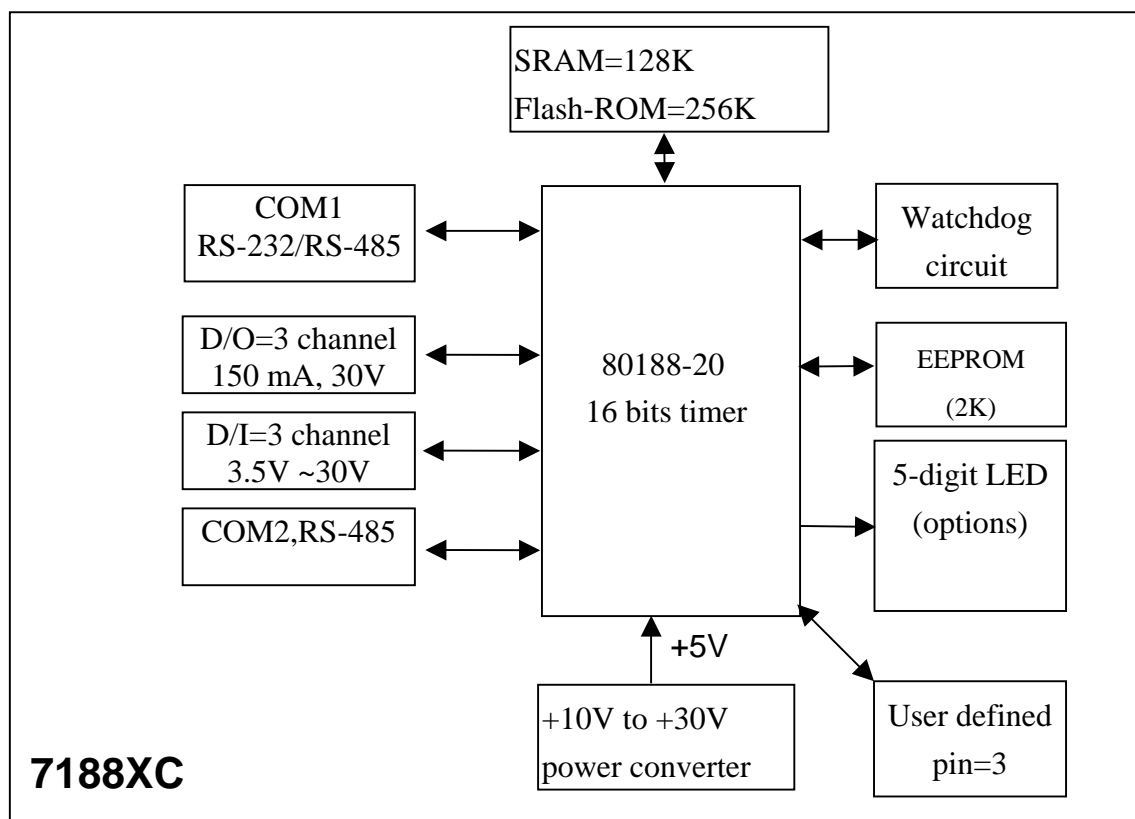 SRAM=128K
Flash-ROM=256K
COM1
RS-232/RS-485
D/O=3 channel
150 mA, 30V
D/I=3 channel
3.5V ~30V
COM2,RS-485
80188-20
16 bits timer
Watchdog
circuit
EEPROM
(2K)
5-digit LED
(options)
+5V
+10V to +30V
power converter
User defined
pin=3
7188XC